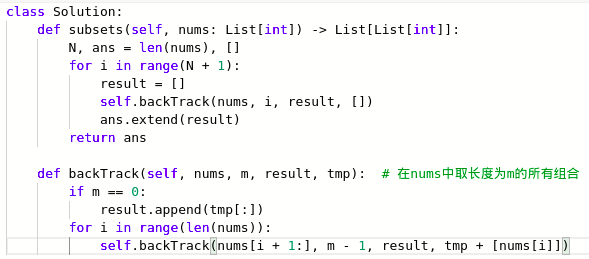 class Solution:
    def subsets(self, nums: List[int]) -> List[List[int]]:
        N, ans = len(nums), []
        for i in range(N + 1):
            result = []
            self.backTrack(nums, i, result, [])
            ans.extend(result)
        return ans

    def backTrack(self, nums, m, result, tmp):  # 在nums中取长度为m的所有组合
        if m == 0:
            result.append(tmp[:])
        for i in range(len(nums)):
            self.backTrack(nums[i + 1:], m - 1, result, tmp + [nums[i]])